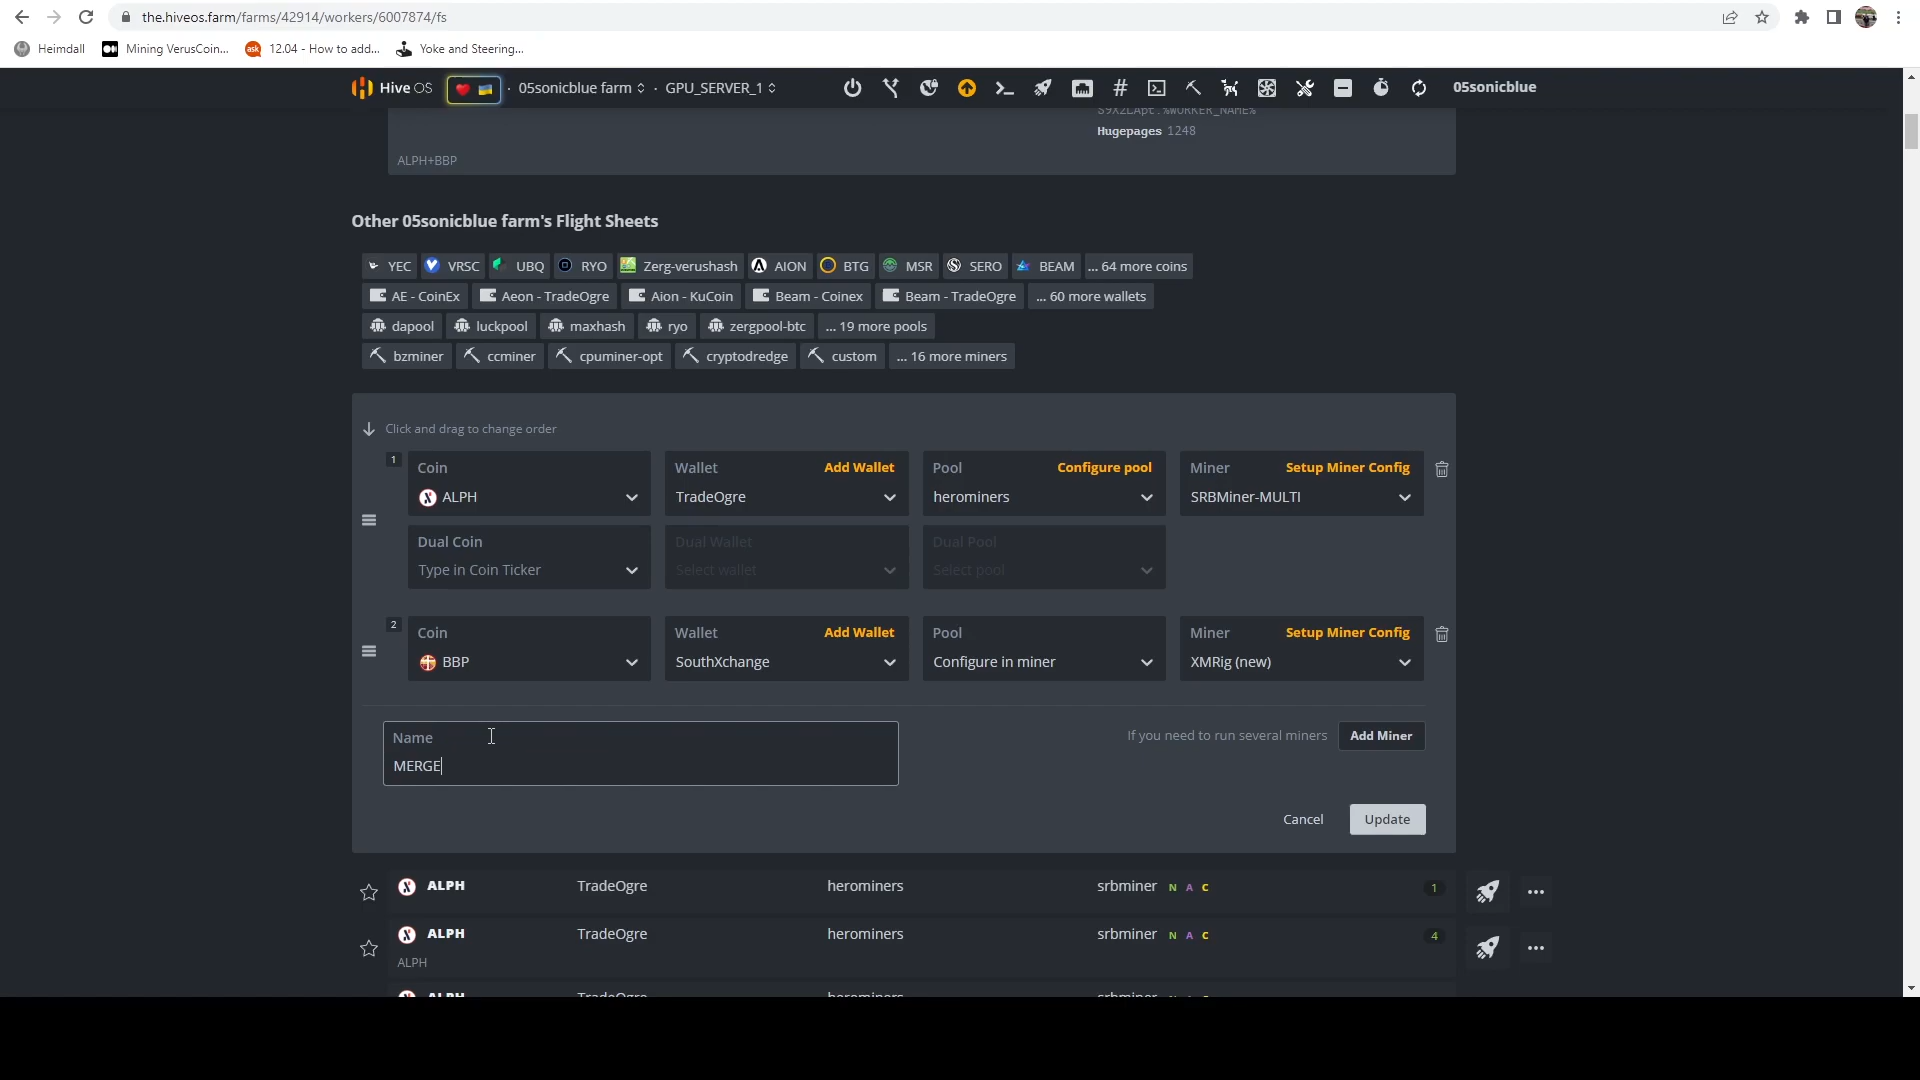 the.hiveos.farm/farms/42914/workers/6007874/fs
Heimdall Mining VerusCoin... ask 12.04 - How to add... Yoke and Steering...
Hive OS · 05sonicblue farm · GPU_SERVER_1 05sonicblue
S9X2LApt.%WORKER_NAME%
Hugepages 1248
ALPH+BBP
Other 05sonicblue farm's Flight Sheets
YEC VRSC UBQ RYO Zerg-verushash AION BTG MSR SERO BEAM ... 64 more coins
AE - CoinEx Aeon - TradeOgre Aion - KuCoin Beam - Coinex Beam - TradeOgre ... 60 more wallets
dapool luckpool maxhash ryo zergpool-btc ... 19 more pools
bzminer ccminer cpuminer-opt cryptodredge custom ... 16 more miners
Click and drag to change order
1 Coin Wallet Add Wallet Pool Configure pool Miner Setup Miner Config
ALPH TradeOgre herominers SRBMiner-MULTI
Dual Coin Dual Wallet Dual Pool
Type in Coin Ticker Select wallet Select pool
2 Coin Wallet Add Wallet Pool Miner Setup Miner Config
BBP SouthXchange Configure in miner XMRig (new)
Name If you need to run several miners Add Miner
MERGE
Cancel Update
ALPH TradeOgre herominers srbminer N A C 1
ALPH TradeOgre herominers srbminer N A C 4
ALPH
ALPH TradeOgre herominers srbminer